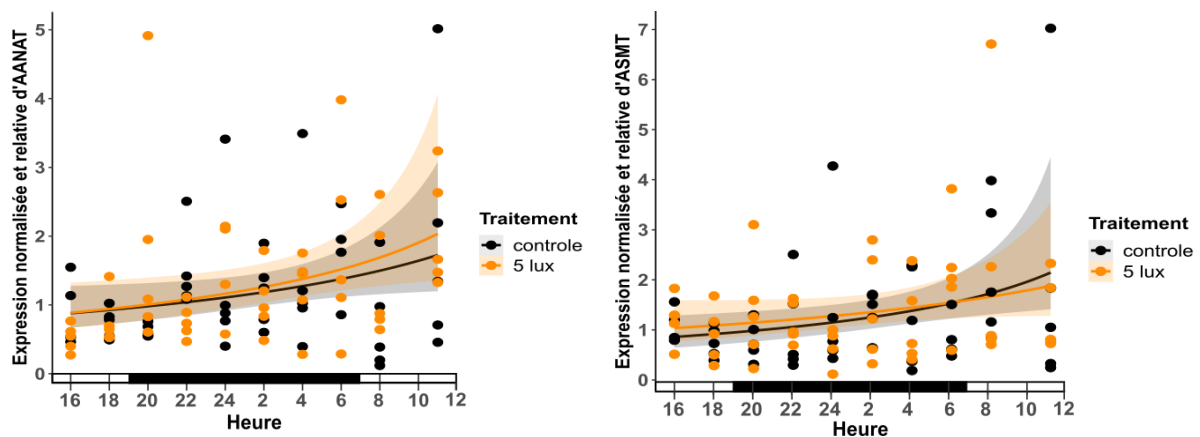 Expression normalisée et relative d'AANAT
5
4
3
2
1
0
16 18 20 22 24 2 4 6 8 10 12
Heure
Traitement
controle
5 lux
Expression normalisée et relative d'ASMT
7
6
5
4
3
2
1
0
16 18 20 22 24 2 4 6 8 10 12
Heure
Traitement
controle
5 lux